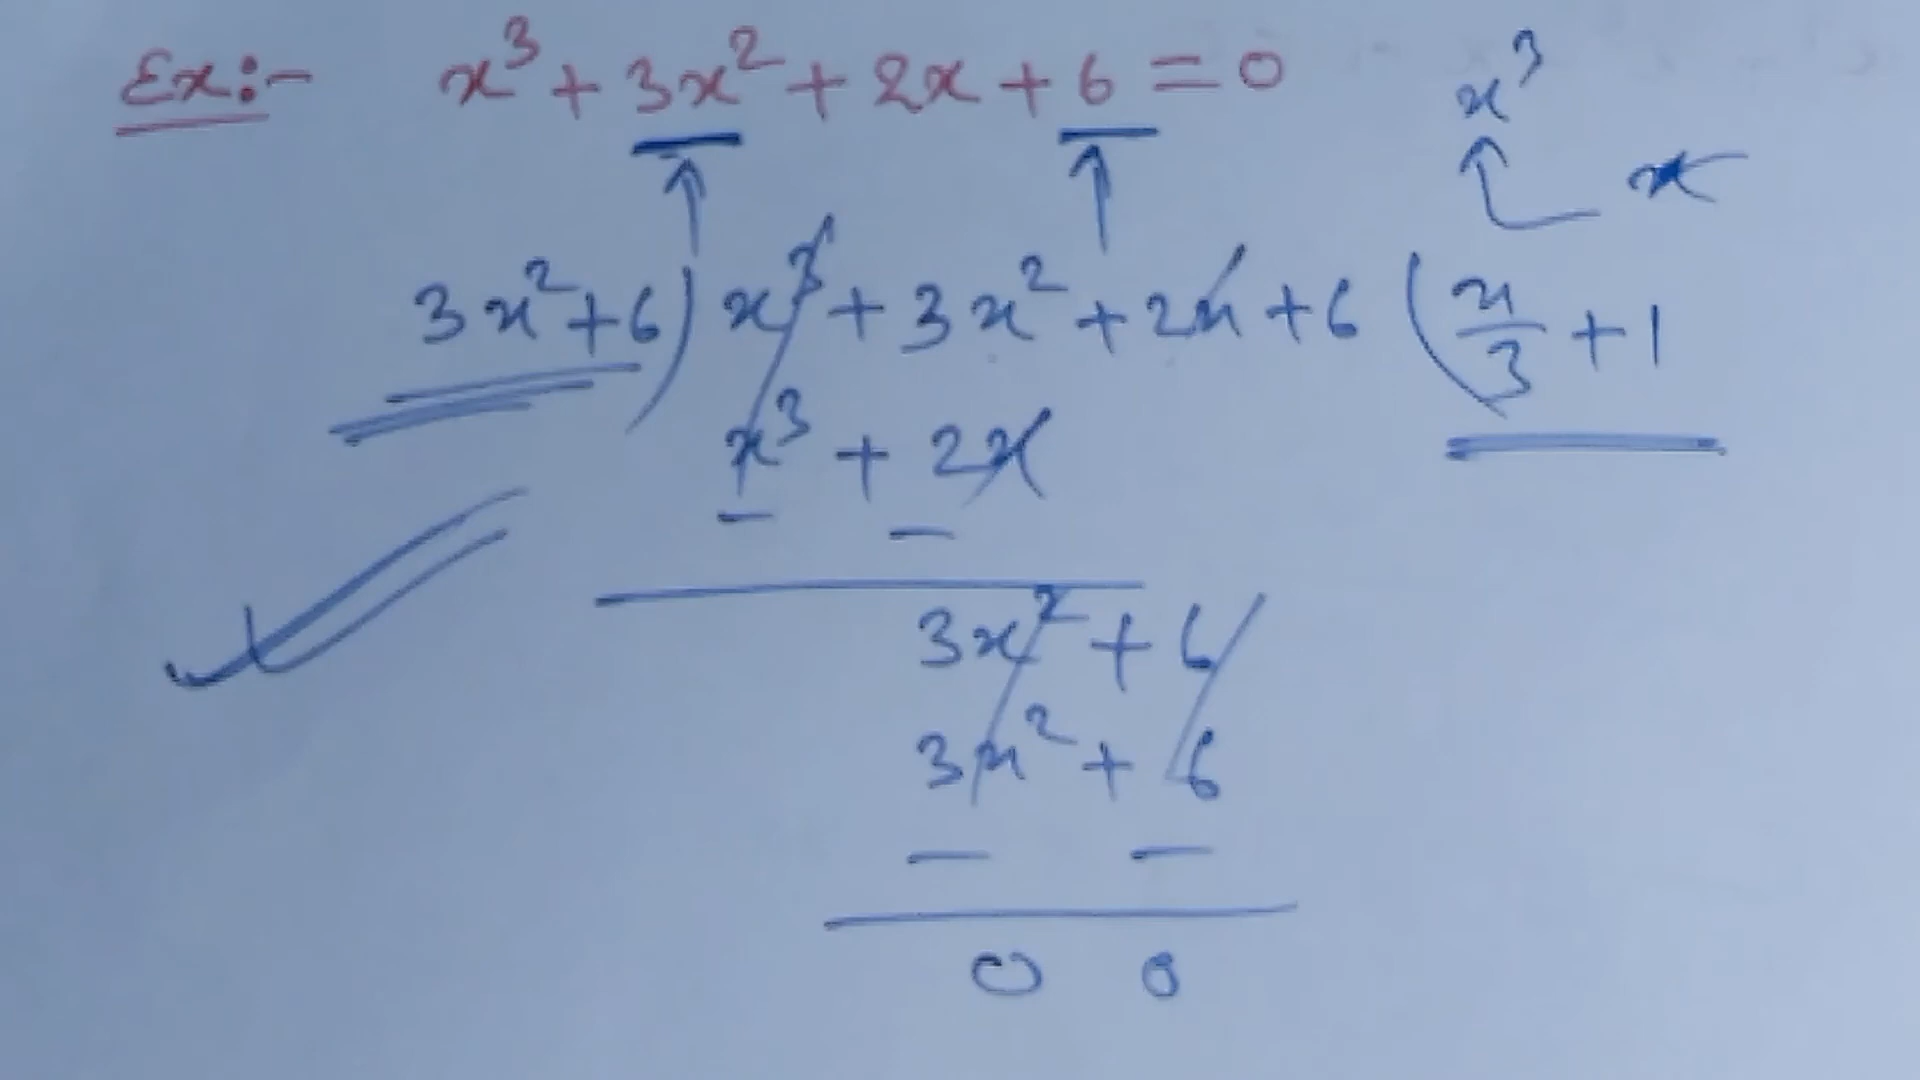 Ex:- x³ + 3x² + 2x + 6 = 0
x³
x
3x²+6) x³ + 3x² + 2x + 6 (x/3 + 1
x³ + 2x
− −
3x² + 6
3x² + 6
− −
0 0